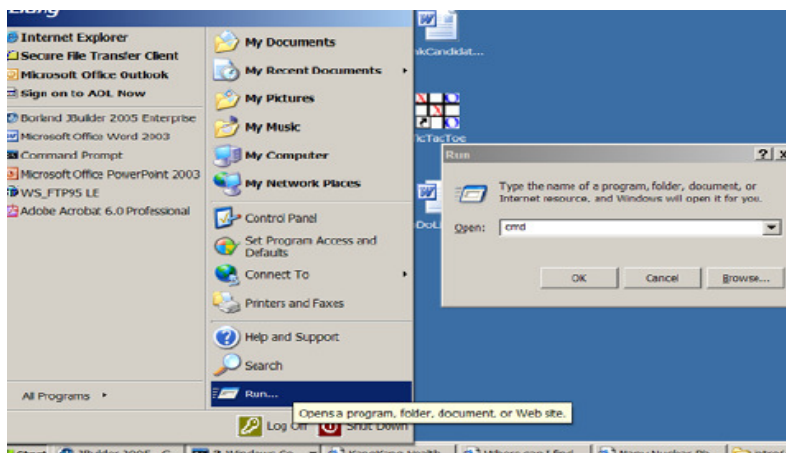 Liang
Internet Explorer
Secure File Transfer Client
Microsoft Office Outlook
Sign on to AOL Now
Borland JBuilder 2005 Enterprise
Microsoft Office Word 2003
Command Prompt
Microsoft Office PowerPoint 2003
WS_FTP95 LE
Adobe Acrobat 6.0 Professional
All Programs
My Documents
My Recent Documents
My Pictures
My Music
My Computer
My Network Places
Control Panel
Set Program Access and
Defaults
Connect To
Printers and Faxes
Help and Support
Search
Run...
Opens a program, folder, document, or Web site.
Log Off
Shut Down
nkCandidat...
icTacToe
DoLi
Run
Type the name of a program, folder, document, or
Internet resource, and Windows will open it for you.
Open:
cmd
OK
Cancel
Browse...